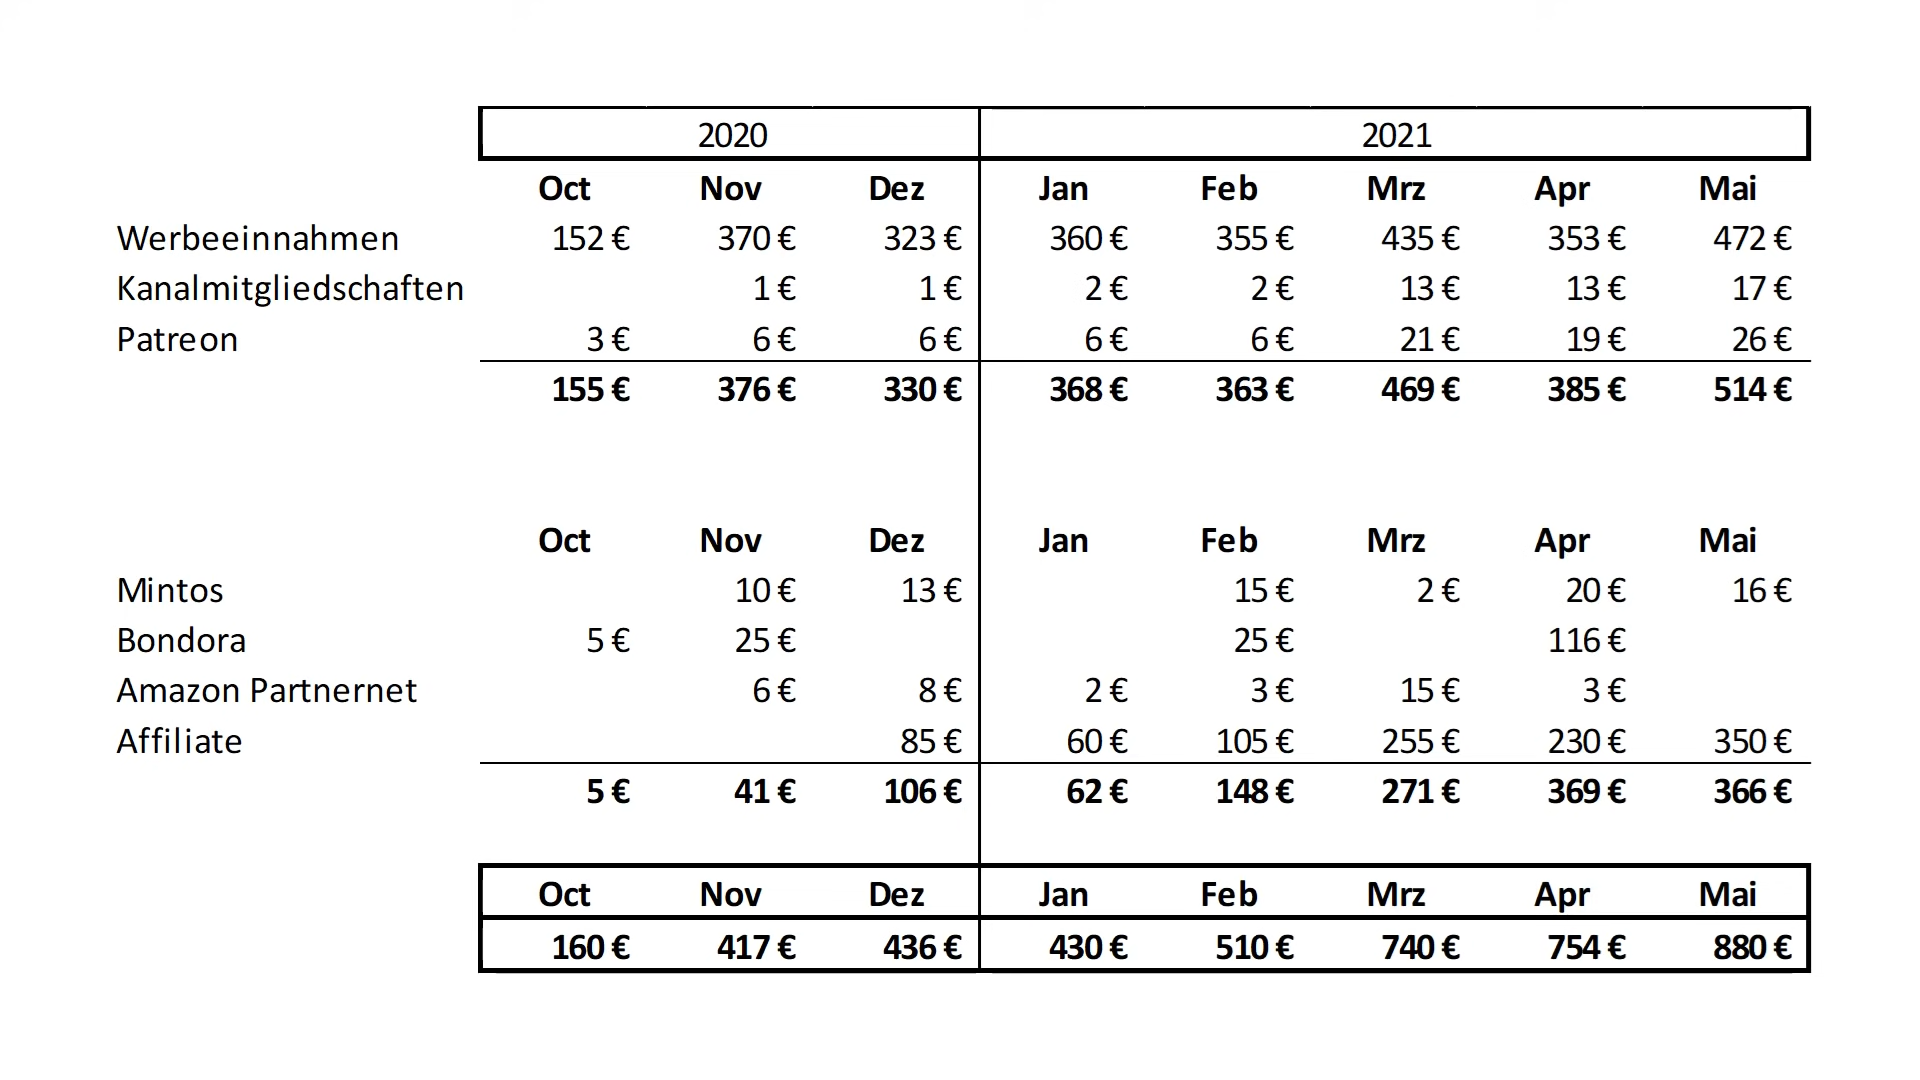 2020 2021
Oct Nov Dez Jan Feb Mrz Apr Mai
Werbeeinnahmen 152 € 370 € 323 € 360 € 355 € 435 € 353 € 472 €
Kanalmitgliedschaften 1 € 1 € 2 € 2 € 13 € 13 € 17 €
Patreon 3 € 6 € 6 € 6 € 6 € 21 € 19 € 26 €
155 € 376 € 330 € 368 € 363 € 469 € 385 € 514 €
Oct Nov Dez Jan Feb Mrz Apr Mai
Mintos 10 € 13 € 15 € 2 € 20 € 16 €
Bondora 5 € 25 € 25 € 116 €
Amazon Partnernet 6 € 8 € 2 € 3 € 15 € 3 €
Affiliate 85 € 60 € 105 € 255 € 230 € 350 €
5 € 41 € 106 € 62 € 148 € 271 € 369 € 366 €
Oct Nov Dez Jan Feb Mrz Apr Mai
160 € 417 € 436 € 430 € 510 € 740 € 754 € 880 €